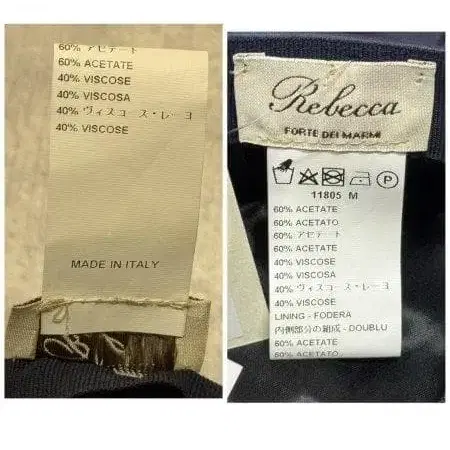 60% アセテート
60% ACETATE
40% VISCOSE
40% VISCOSA
40% ヴィスコース・レーヨ
40% VISCOSE
MADE IN ITALY
Rebecca
FORTE DEI MARMI
11805 M
60% ACETATE
60% ACETATO
60% アセテート
60% ACETATE
40% VISCOSE
40% VISCOSA
40% ヴィスコース・レーヨ
40% VISCOSE
LINING - FODERA
内側部分の組成 - DOUBLU
60% ACETATE
60% ACETATO